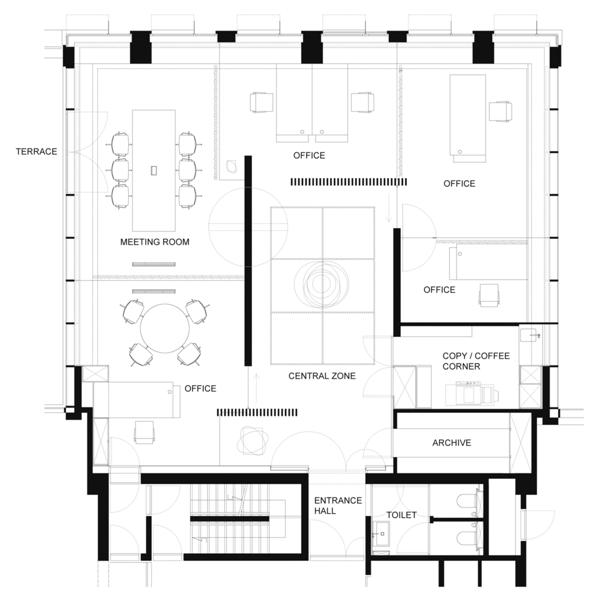 TERRACE
OFFICE
OFFICE
MEETING ROOM
OFFICE
COPY / COFFEE
CORNER
OFFICE
CENTRAL ZONE
ARCHIVE
ENTRANCE
HALL
TOILET